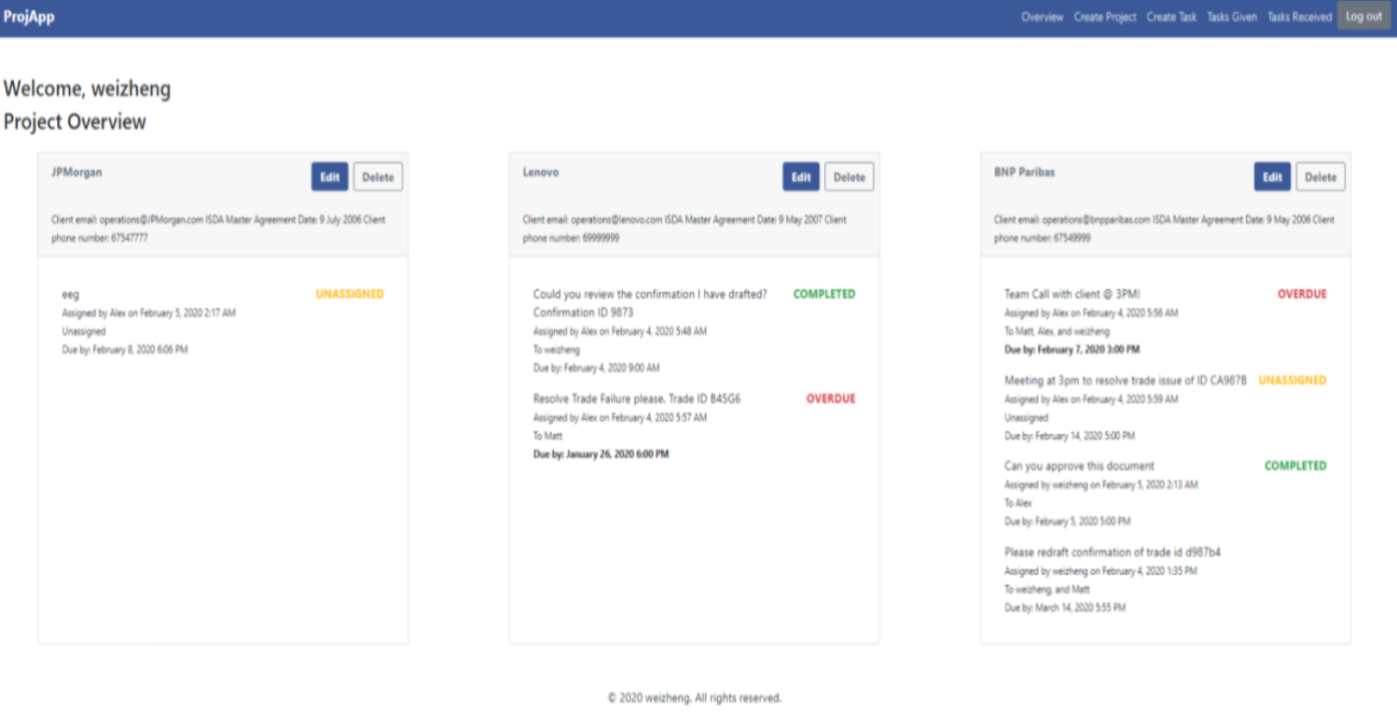 ProjApp
Overview Create Project Create Task Tasks Given Tasks Received Log out
Welcome, weizheng
Project Overview
JPMorgan
Edit Delete
Client email: operations@JPMorgan.com ISDA Master Agreement Date: 9 July 2006 Client
phone number: 67547777
eeg UNASSIGNED
Assigned by Alex on February 5, 2020 2:17 AM
Unassigned
Due by: February 8, 2020 6:06 PM
Lenovo
Edit Delete
Client email: operations@lenovo.com ISDA Master Agreement Date: 9 May 2007 Client
phone number: 69999999
Could you review the confirmation I have drafted? COMPLETED
Confirmation ID 9873
Assigned by Alex on February 4, 2020 5:48 AM
To weizheng
Due by: February 4, 2020 9:00 AM
Resolve Trade Failure please. Trade ID B45G6 OVERDUE
Assigned by Alex on February 4, 2020 5:57 AM
To Matt
Due by: January 26, 2020 6:00 PM
BNP Paribas
Edit Delete
Client email: operations@bnpparibas.com ISDA Master Agreement Date: 9 May 2006 Client
phone number: 67549999
Team Call with client @ 3PM! OVERDUE
Assigned by Alex on February 4, 2020 5:56 AM
To Matt, Alex, and weizheng
Due by: February 7, 2020 3:00 PM
Meeting at 3pm to resolve trade issue of ID CA987B UNASSIGNED
Assigned by Alex on February 4, 2020 5:59 AM
Unassigned
Due by: February 14, 2020 5:00 PM
Can you approve this document COMPLETED
Assigned by weizheng on February 5, 2020 2:13 AM
To Alex
Due by: February 5, 2020 5:00 PM
Please redraft confirmation of trade id d987b4
Assigned by weizheng on February 4, 2020 1:35 PM
To weizheng, and Matt
Due by: March 14, 2020 5:55 PM
© 2020 weizheng. All rights reserved.